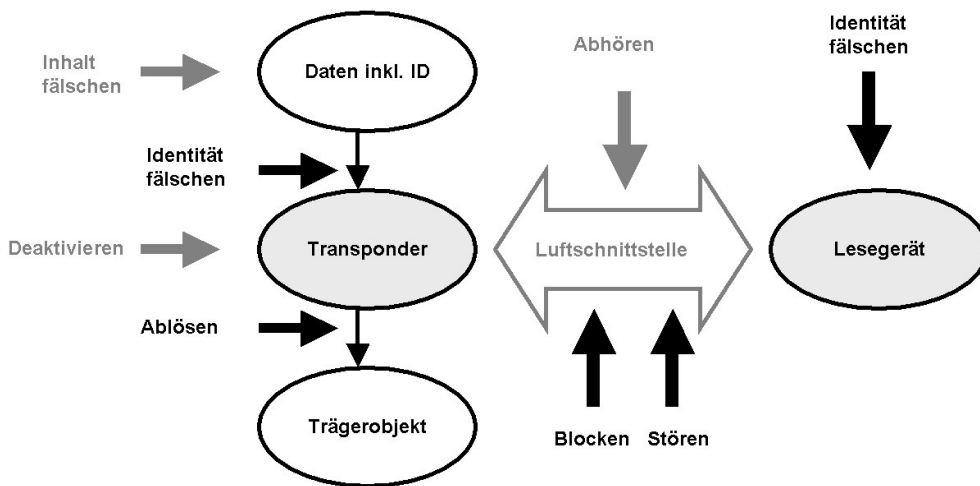 Inhalt
fälschen
Daten inkl. ID
Abhören
Identität
fälschen
Identität
fälschen
Deaktivieren
Transponder
Luftschnittstelle
Lesegerät
Ablösen
Trägerobjekt
Blocken
Stören